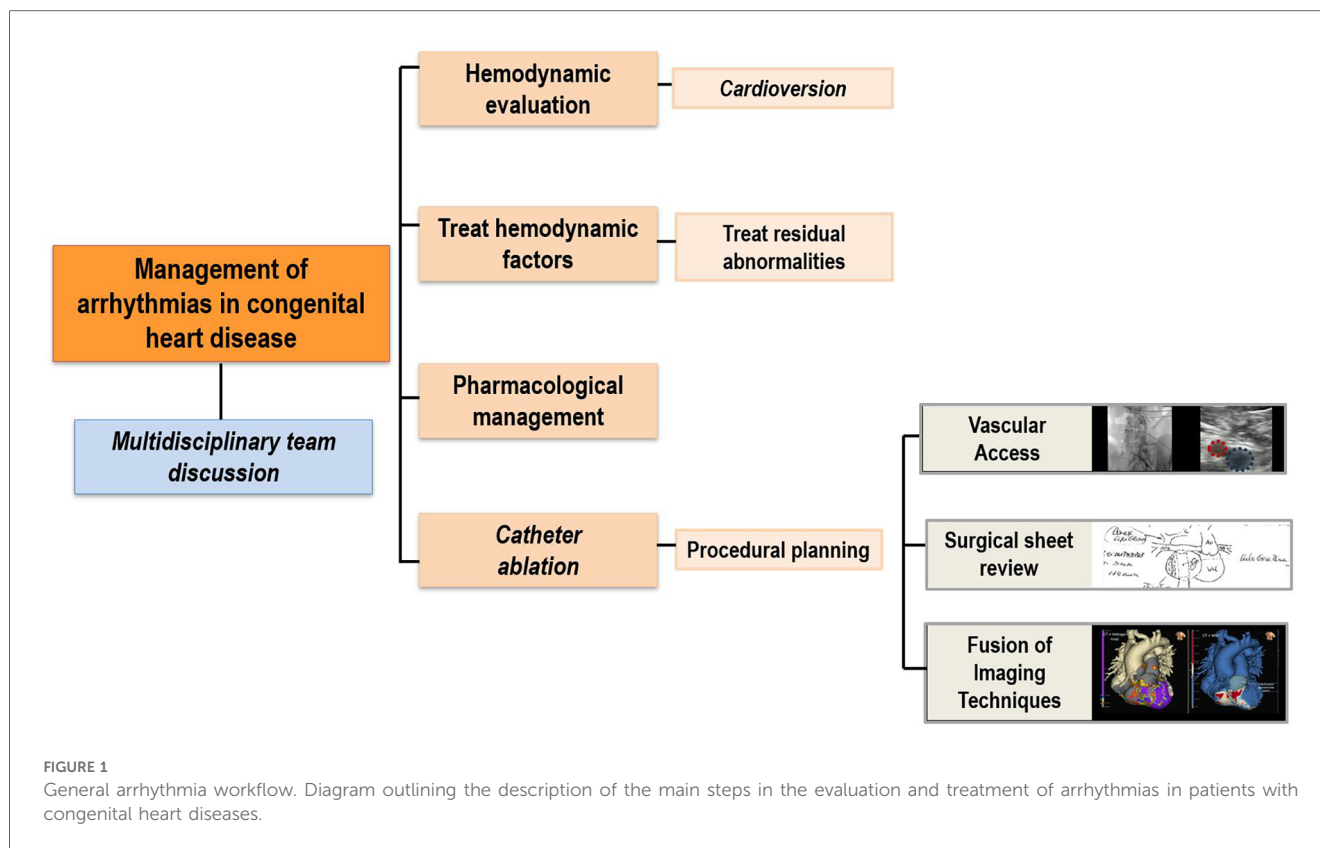 Hemodynamic
evaluation
Cardioversion
Treat hemodynamic
factors
Treat residual
abnormalities
Management of
arrhythmias in congenital
heart disease
Multidisciplinary team
discussion
Pharmacological
management
Catheter
ablation
Procedural planning
Vascular
Access
Surgical sheet
review
Fusion of
Imaging
Techniques
FIGURE 1
General arrhythmia workflow. Diagram outlining the description of the main steps in the evaluation and treatment of arrhythmias in patients with
congenital heart diseases.